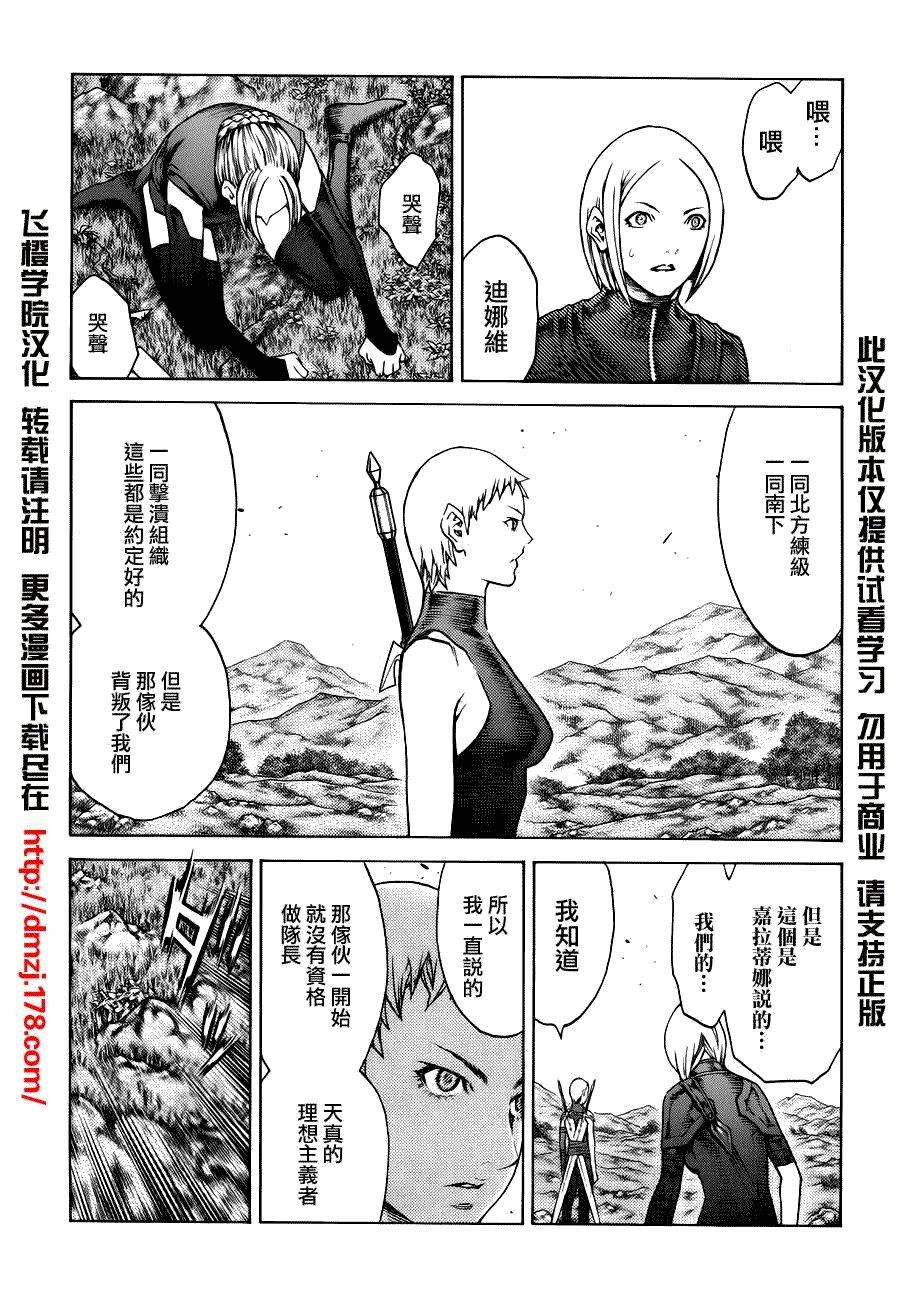 喂…
喂
迪娜維
哭聲
哭聲
一同北方練級
一同南下
一同擊潰組織
這些都是約定好的
但是
那傢伙
背叛了我們
但是
這個是
嘉拉蒂娜説的…
我們的…
我知道
所以
我一直説的
那傢伙一開始
就沒有資格
做隊長
天真的
理想主義者
此汉化版本仅提供试看学习 勿用于商业 请支持正版
飞橙学院汉化 转载请注明 更多漫画下载尽在 http://dmzj.178.com/